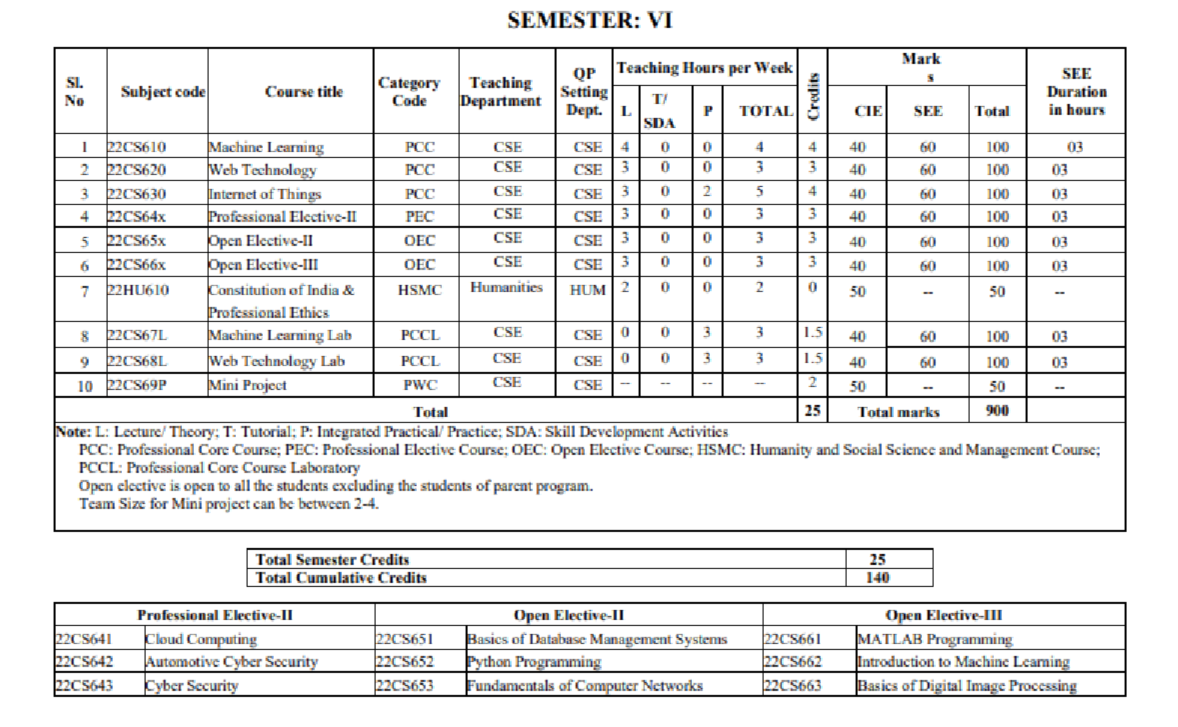 SEMESTER: VI
Sl. No Subject code Course title Category Code Teaching Department QP Setting Dept. Teaching Hours per Week Credits Mark s SEE Duration in hours
L T/ SDA P TOTAL CIE SEE Total
1 22CS610 Machine Learning PCC CSE CSE 4 0 0 4 4 40 60 100 03
2 22CS620 Web Technology PCC CSE CSE 3 0 0 3 3 40 60 100 03
3 22CS630 Internet of Things PCC CSE CSE 3 0 2 5 4 40 60 100 03
4 22CS64x Professional Elective-II PEC CSE CSE 3 0 0 3 3 40 60 100 03
5 22CS65x Open Elective-II OEC CSE CSE 3 0 0 3 3 40 60 100 03
6 22CS66x Open Elective-III OEC CSE CSE 3 0 0 3 3 40 60 100 03
7 22HU610 Constitution of India & HSMC Humanities HUM 2 0 0 2 0 50 -- 50 --
Professional Ethics
8 22CS67L Machine Learning Lab PCCL CSE CSE 0 0 3 3 1.5 40 60 100 03
9 22CS68L Web Technology Lab PCCL CSE CSE 0 0 3 3 1.5 40 60 100 03
10 22CS69P Mini Project PWC CSE CSE -- -- -- -- 2 50 -- 50 --
Total 25 Total marks 900
Note: L: Lecture/ Theory; T: Tutorial; P: Integrated Practical/ Practice; SDA: Skill Development Activities
PCC: Professional Core Course; PEC: Professional Elective Course; OEC: Open Elective Course; HSMC: Humanity and Social Science and Management Course;
PCCL: Professional Core Course Laboratory
Open elective is open to all the students excluding the students of parent program.
Team Size for Mini project can be between 2-4.
Total Semester Credits 25
Total Cumulative Credits 140
Professional Elective-II Open Elective-II Open Elective-III
22CS641 Cloud Computing 22CS651 Basics of Database Management Systems 22CS661 MATLAB Programming
22CS642 Automotive Cyber Security 22CS652 Python Programming 22CS662 Introduction to Machine Learning
22CS643 Cyber Security 22CS653 Fundamentals of Computer Networks 22CS663 Basics of Digital Image Processing